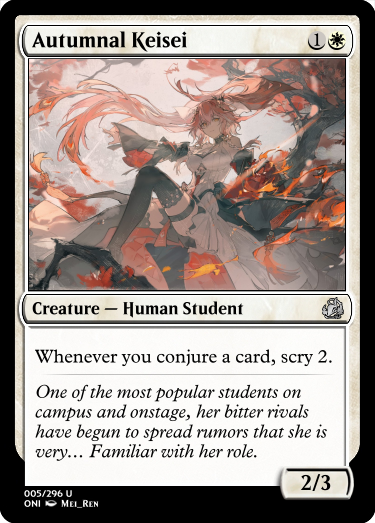 Autumnal Keisei 1
Creature — Human Student
Whenever you conjure a card, scry 2.
One of the most popular students on
campus and onstage, her bitter rivals
have begun to spread rumors that she is
very… Familiar with her role.
2/3
005/296 U
ONI Mei_Ren